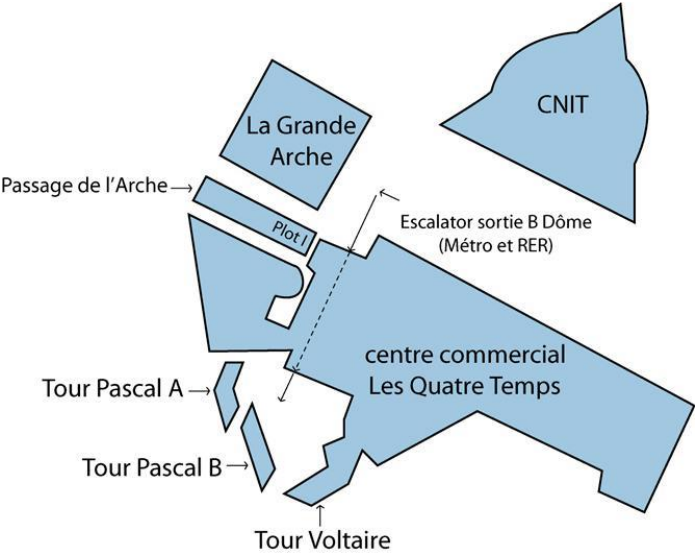 CNIT
La Grande
Arche
Passage de l'Arche
Plot I
Escalator sortie B Dôme
(Métro et RER)
centre commercial
Les Quatre Temps
Tour Pascal A
Tour Pascal B
Tour Voltaire